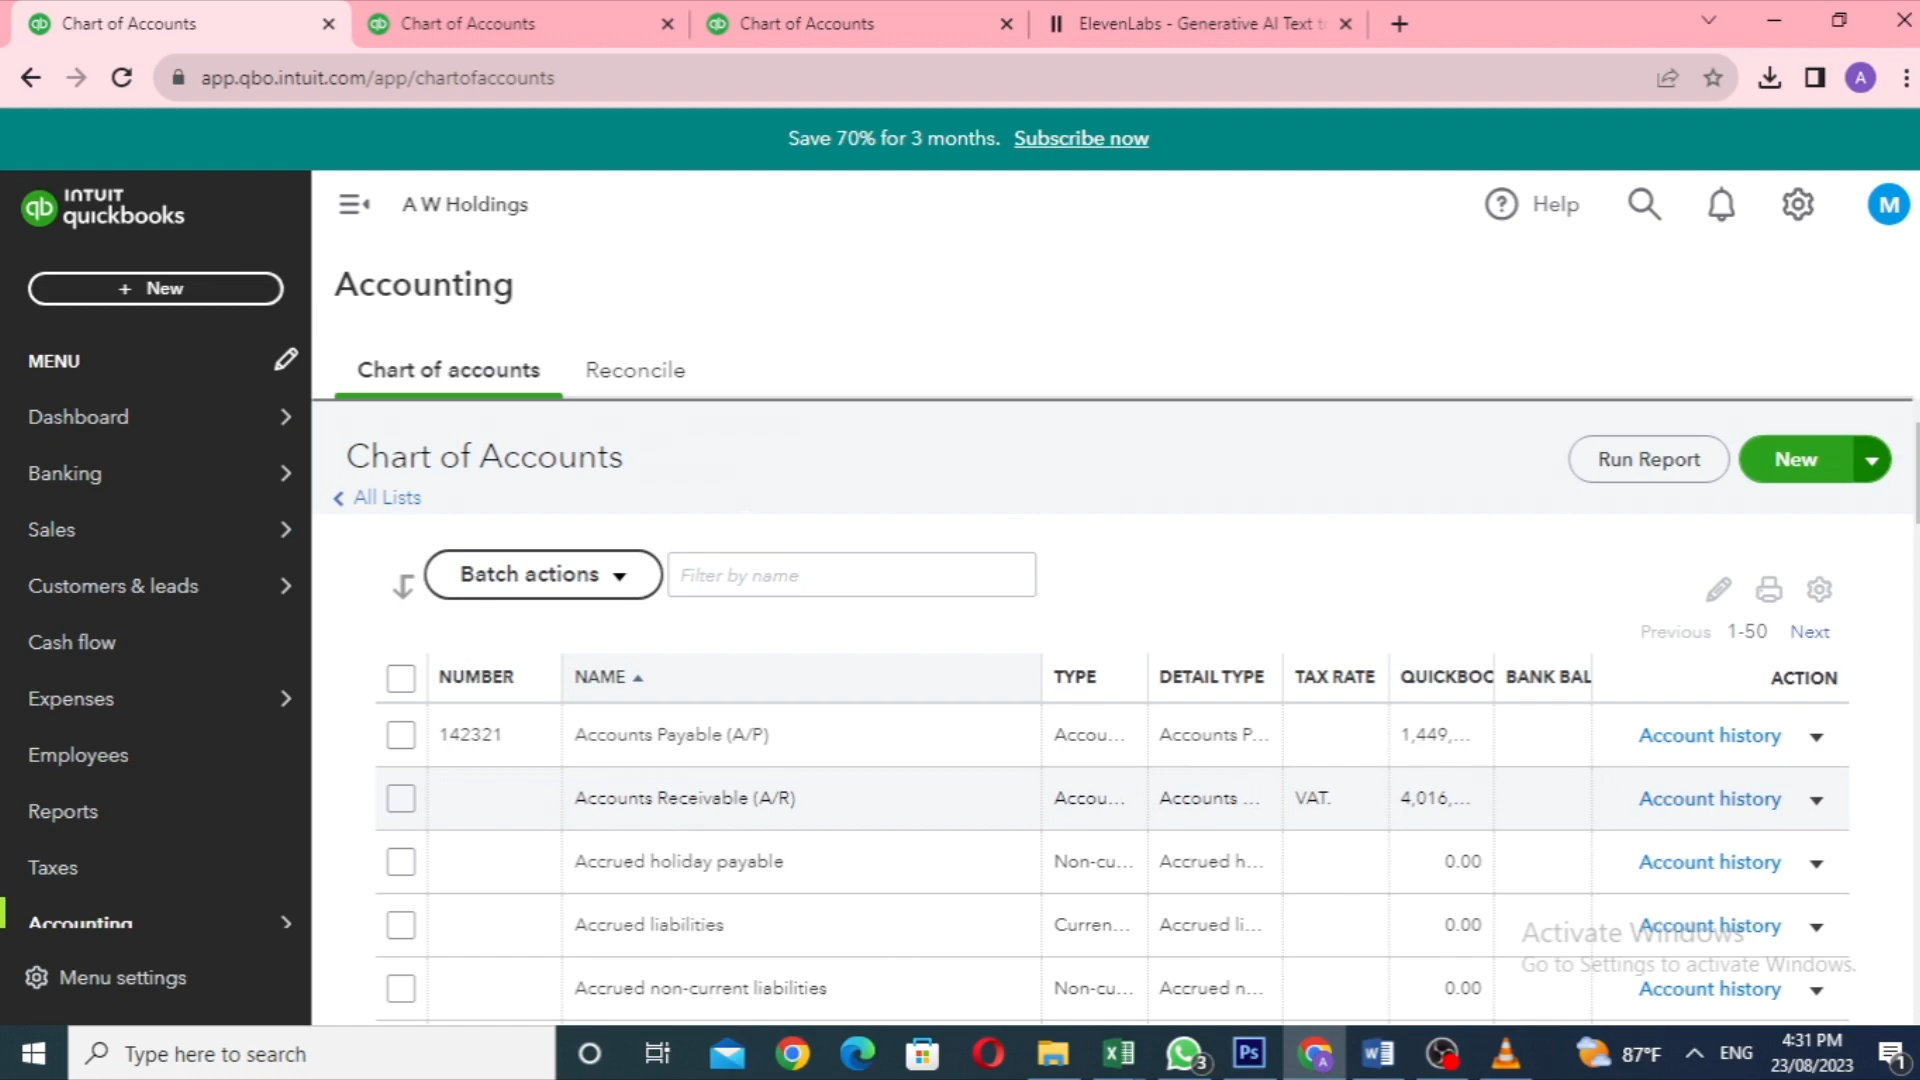 Chart of Accounts
Chart of Accounts
Chart of Accounts
ElevenLabs - Generative AI Text t
app.qbo.intuit.com/app/chartofaccounts
A
Save 70% for 3 months. Subscribe now
qb INTUIT quickbooks
A W Holdings
Help
M
+ New
Accounting
MENU
Chart of accounts
Reconcile
Dashboard
Banking
Sales
Customers & leads
Cash flow
Expenses
Employees
Reports
Taxes
Accounting
Menu settings
Chart of Accounts
All Lists
Run Report
New
Batch actions
Filter by name
Previous 1-50 Next
NUMBER NAME TYPE DETAIL TYPE TAX RATE QUICKBOC BANK BAL ACTION
142321 Accounts Payable (A/P) Accou... Accounts P... 1,449,... Account history
Accounts Receivable (A/R) Accou... Accounts ... VAT. 4,016,... Account history
Accrued holiday payable Non-cu... Accrued h... 0.00 Account history
Accrued liabilities Curren... Accrued li... 0.00 Account history
Accrued non-current liabilities Non-cu... Accrued n... 0.00 Account history
Activate Windows
Go to Settings to activate Windows.
Type here to search
3
Ps
A
87°F
ENG
4:31 PM
23/08/2023
1